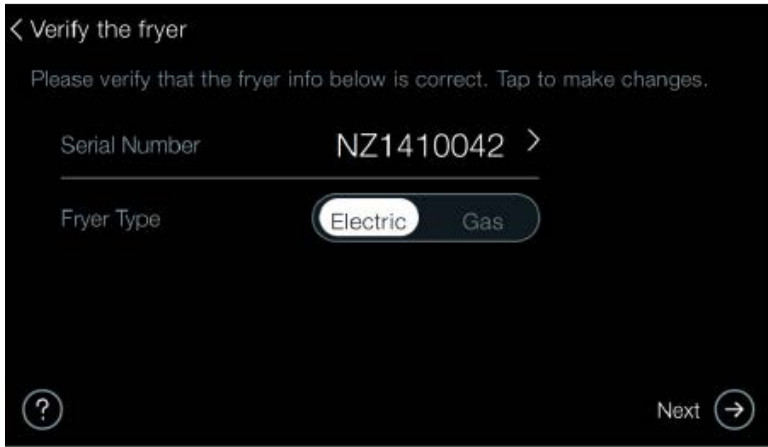 Verify the fryer
Please verify that the fryer info below is correct. Tap to make changes.
Serial Number NZ1410042
Fryer Type Electric Gas
? Next